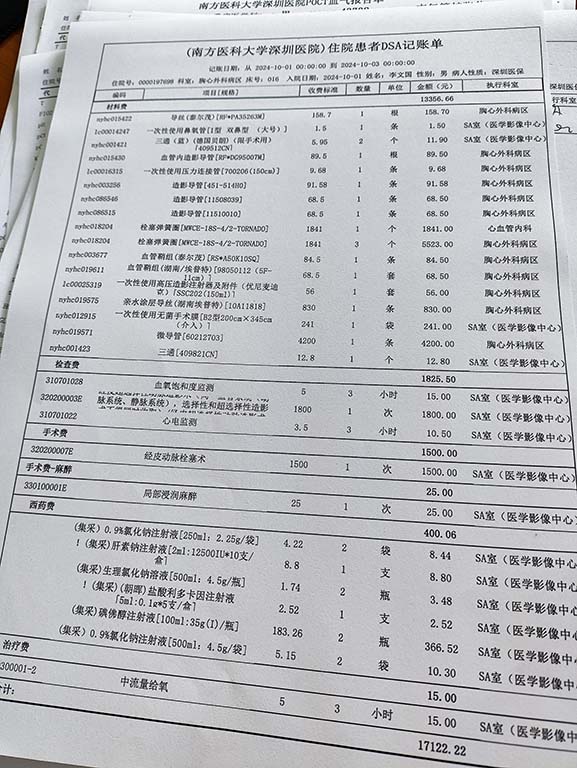 南方医科大学深圳医院POCT血气报告单
(南方医科大学深圳医院)住院患者DSA记账单
记账日期：从 2024-10-01 00:00:00 到 2024-10-03 00:00:00
住院号：0000197698 科室：胸心外科病区 床号：016 入院日期：2024-10-01 姓名：李文国 性别：男 病人性质：深圳医保
编码 项目[规格] 收费标准 数量 单位 金额（元） 执行科室
材料费 13356.66
nyhc015422 导丝(泰尔茂)[RF*PA35263M] 158.7 1 根 158.70 胸心外科病区
1c00014247 一次性使用鼻氧管[I型 双鼻型 (大号)] 1.5 1 条 1.50 SA室(医学影像中心)
nyhc001421 三通(蓝)(德国贝朗)(限手术用)[409512CN] 5.95 2 个 11.90 SA室(医学影像中心)
nyhc015430 血管内造影导管[RF*DG95007M] 89.5 1 根 89.50 胸心外科病区
1c00016315 一次性使用压力连接管[700206(150cm)] 9.68 1 条 9.68 胸心外科病区
nyhc003256 造影导管[451-514H0] 91.58 1 条 91.58 胸心外科病区
nyhc086545 造影导管[11508039] 68.5 1 条 68.50 胸心外科病区
nyhc086515 造影导管[11510010] 68.5 1 条 68.50 胸心外科病区
nyhc018204 栓塞弹簧圈[MWCE-18S-4/2-TORNADO] 1841 1 个 1841.00 心血管内科
nyhc018204 栓塞弹簧圈[MWCE-18S-4/2-TORNADO] 1841 3 个 5523.00 胸心外科病区
nyhc003677 血管鞘组(泰尔茂)[RS*A50K10SQ] 84.5 1 条 84.50 胸心外科病区
nyhc019611 血管鞘组(湖南/埃普特)[98050112 (5F-11cm)] 68.5 1 套 68.50 胸心外科病区
1c00025319 一次性使用高压造影注射器及附件(优尼麦迪克)[SSC202(150ml)] 56 1 套 56.00 胸心外科病区
nyhc019575 亲水涂层导丝(湖南埃普特)[10A11818] 830 1 条 830.00 胸心外科病区
nyhc012915 一次性使用无菌手术膜[B2型200cm×345cm(介入)] 241 1 袋 241.00 SA室(医学影像中心)
nyhc019571 微导管[60212703] 4200 1 条 4200.00 胸心外科病区
nyhc001423 三通[409821CN] 12.8 1 个 12.80 SA室(医学影像中心)
检查费 1825.50
310701028 血氧饱和度监测 5 3 小时 15.00 SA室(医学影像中心)
320200003E 脉系统、静脉系统)，选择性和超选择性造影 1800 1 次 1800.00 SA室(医学影像中心)
310701022 心电监测 3.5 3 小时 10.50 SA室(医学影像中心)
手术费 1500.00
320200007E 经皮动脉栓塞术 1500 1 次 1500.00 SA室(医学影像中心)
手术费-麻醉 25.00
330100001E 局部浸润麻醉 25 1 次 25.00 SA室(医学影像中心)
西药费 400.06
(集采)0.9%氯化钠注射液[250ml：2.25g/袋] 4.22 2 袋 8.44 SA室(医学影像中心)
!(集采)肝素钠注射液[2ml:12500IU*10支/盒] 8.8 1 支 8.80 SA室(医学影像中心)
(集采)生理氯化钠溶液[500ml：4.5g/瓶] 1.74 2 瓶 3.48 SA室(医学影像中心)
!(集采)(朝晖)盐酸利多卡因注射液[5ml:0.1g*5支/盒] 2.52 1 支 2.52 SA室(医学影像中心)
(集采)碘佛醇注射液[100ml:35g(I)/瓶] 183.26 2 瓶 366.52 SA室(医学影像中心)
(集采)0.9%氯化钠注射液[500ml：4.5g/袋] 5.15 2 袋 10.30 SA室(医学影像中心)
治疗费 15.00
300001-2 中流量给氧 5 3 小时 15.00 SA室(医学影像中心)
计： 17122.22